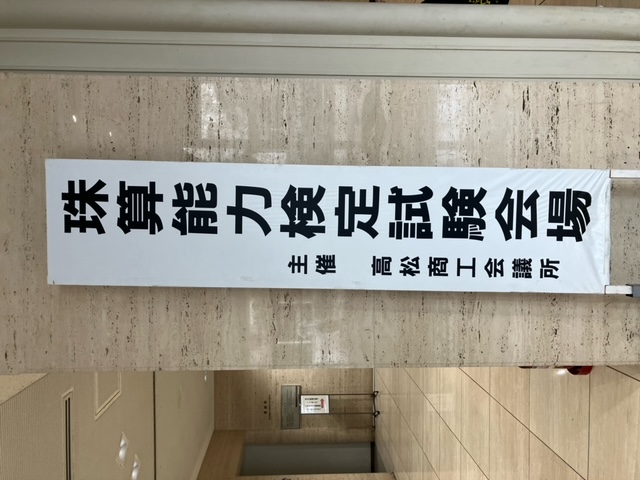 珠算能力検定試験会場
主催 高松商工会議所